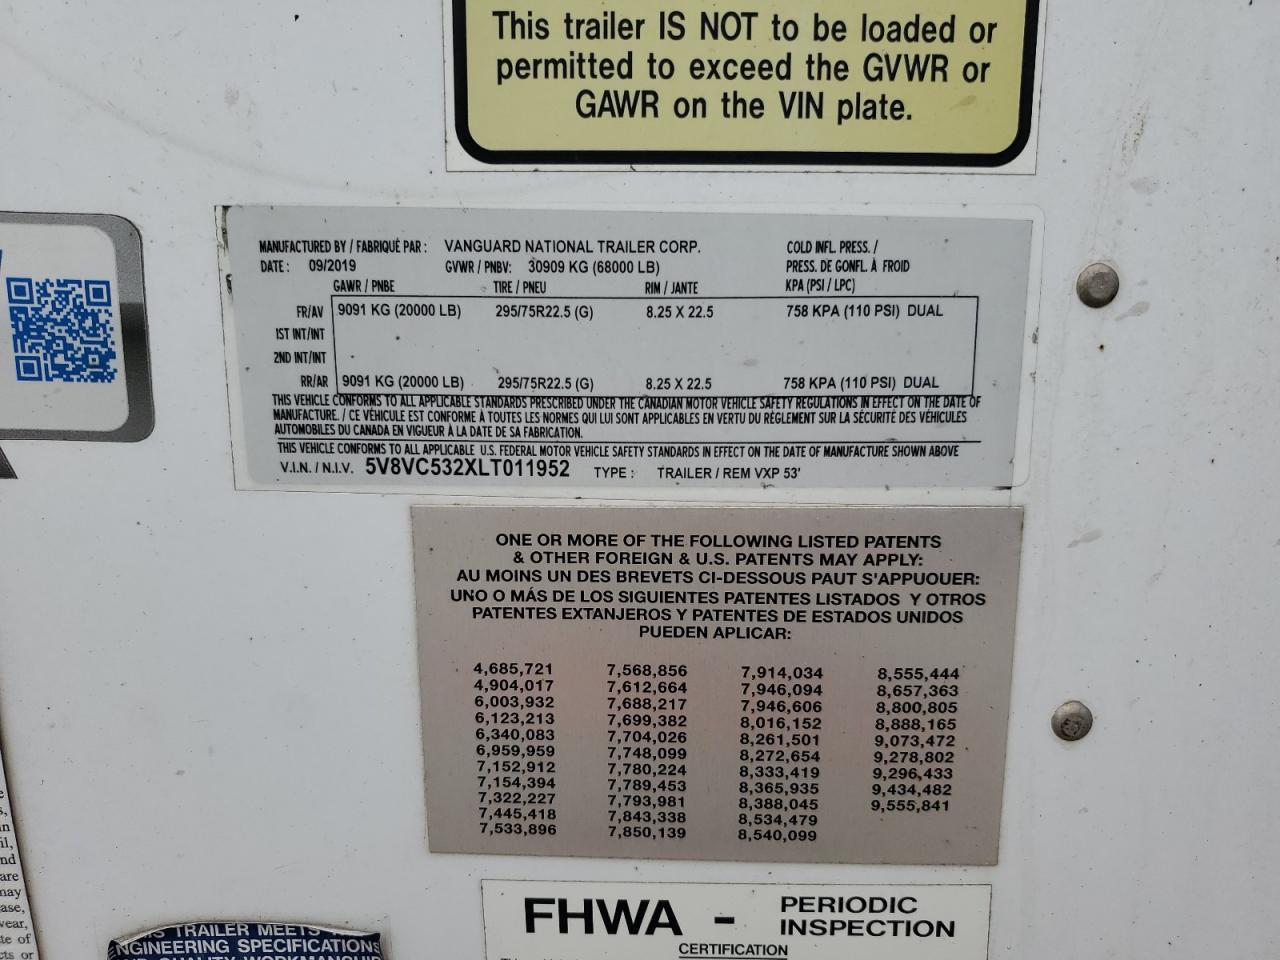 This trailer IS NOT to be loaded or
permitted to exceed the GVWR or
GAWR on the VIN plate.
MANUFACTURED BY / FABRIQUÉ PAR : VANGUARD NATIONAL TRAILER CORP. COLD INFL. PRESS. /
DATE : 09/2019 GVWR / PNBV: 30909 KG (68000 LB) PRESS. DE GONFL. À FROID
GAWR / PNBE TIRE / PNEU RIM / JANTE KPA (PSI / LPC)
FR/AV 9091 KG (20000 LB) 295/75R22.5 (G) 8.25 X 22.5 758 KPA (110 PSI) DUAL
1ST INT/INT
2ND INT/INT
RR/AR 9091 KG (20000 LB) 295/75R22.5 (G) 8.25 X 22.5 758 KPA (110 PSI) DUAL
THIS VEHICLE CONFORMS TO ALL APPLICABLE STANDARDS PRESCRIBED UNDER THE CANADIAN MOTOR VEHICLE SAFETY REGULATIONS IN EFFECT ON THE DATE OF
MANUFACTURE. / CE VÉHICULE EST CONFORME À TOUTES LES NORMES QUI LUI SONT APPLICABLES EN VERTU DU RÈGLEMENT SUR LA SÉCURITÉ DES VÉHICULES
AUTOMOBILES DU CANADA EN VIGUEUR À LA DATE DE SA FABRICATION.
THIS VEHICLE CONFORMS TO ALL APPLICABLE U.S. FEDERAL MOTOR VEHICLE SAFETY STANDARDS IN EFFECT ON THE DATE OF MANUFACTURE SHOWN ABOVE
V.I.N. / N.I.V. 5V8VC532XLT011952 TYPE : TRAILER / REM VXP 53'
ONE OR MORE OF THE FOLLOWING LISTED PATENTS
& OTHER FOREIGN & U.S. PATENTS MAY APPLY:
AU MOINS UN DES BREVETS CI-DESSOUS PAUT S'APPUOUER:
UNO O MÁS DE LOS SIGUIENTES PATENTES LISTADOS Y OTROS
PATENTES EXTANJEROS Y PATENTES DE ESTADOS UNIDOS
PUEDEN APLICAR:
4,685,721 7,568,856 7,914,034 8,555,444
4,904,017 7,612,664 7,946,094 8,657,363
6,003,932 7,688,217 7,946,606 8,800,805
6,123,213 7,699,382 8,016,152 8,888,165
6,340,083 7,704,026 8,261,501 9,073,472
6,959,959 7,748,099 8,272,654 9,278,802
7,152,912 7,780,224 8,333,419 9,296,433
7,154,394 7,789,453 8,365,935 9,434,482
7,322,227 7,793,981 8,388,045 9,555,841
7,445,418 7,843,338 8,534,479
7,533,896 7,850,139 8,540,099
FHWA - PERIODIC
INSPECTION
CERTIFICATION
TRAILER MEETS
ENGINEERING SPECIFICATIONS
QUALITY WORKMANSHIP